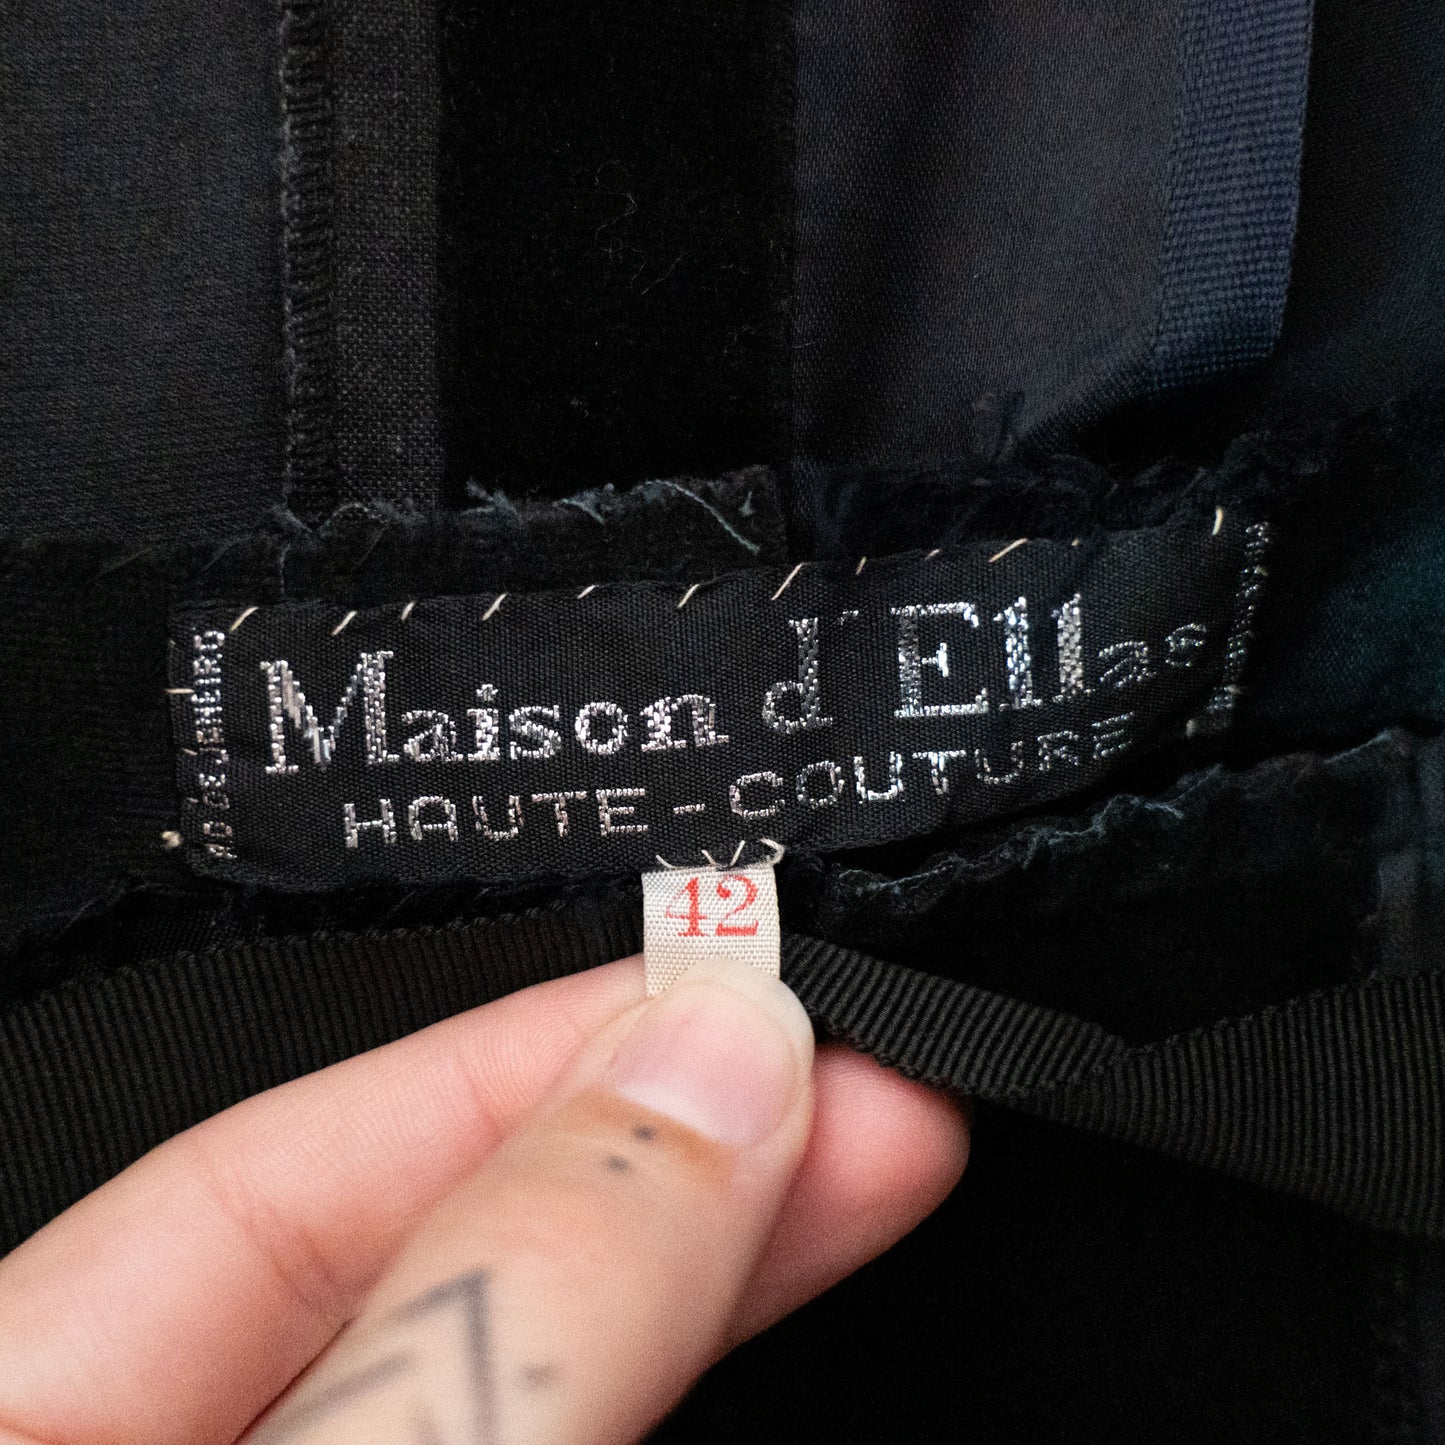 Maison d'Ellas
HAUTE-COUTURE
42